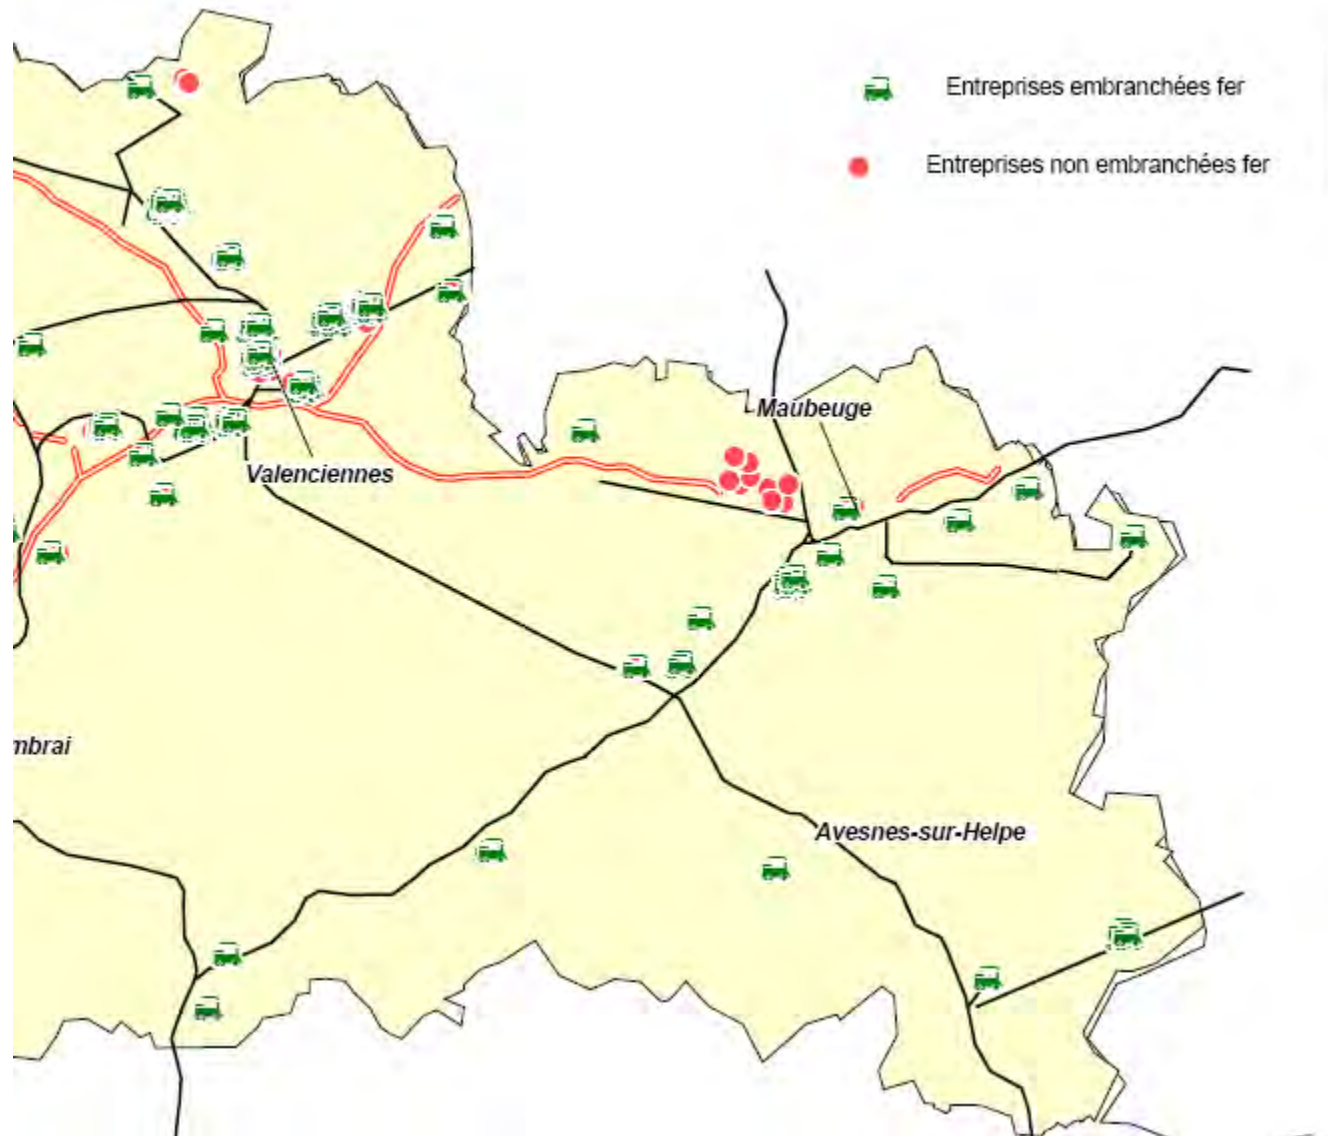 Entreprises embranchées fer
Entreprises non embranchées fer
Maubeuge
Valenciennes
mbrai
Avesnes-sur-Helpe